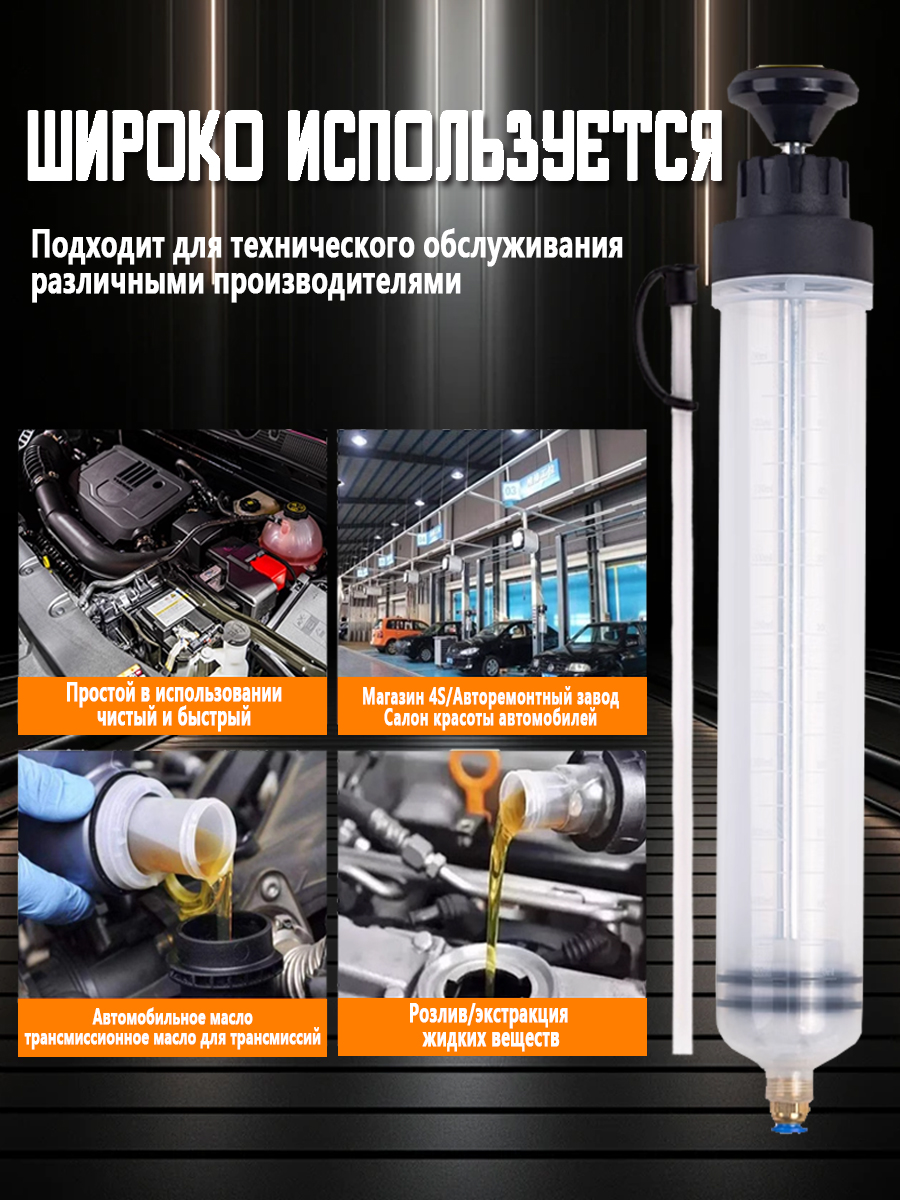 ШИРОКО ИСПОЛЬЗУЕТСЯ
Подходит для технического обслуживания
различными производителями
Простой в использовании
чистый и быстрый
Магазин 4S/Авторемонтный завод
Салон красоты автомобилей
Автомобильное масло
трансмиссионное масло для трансмиссий
Розлив/экстракция
жидких веществ